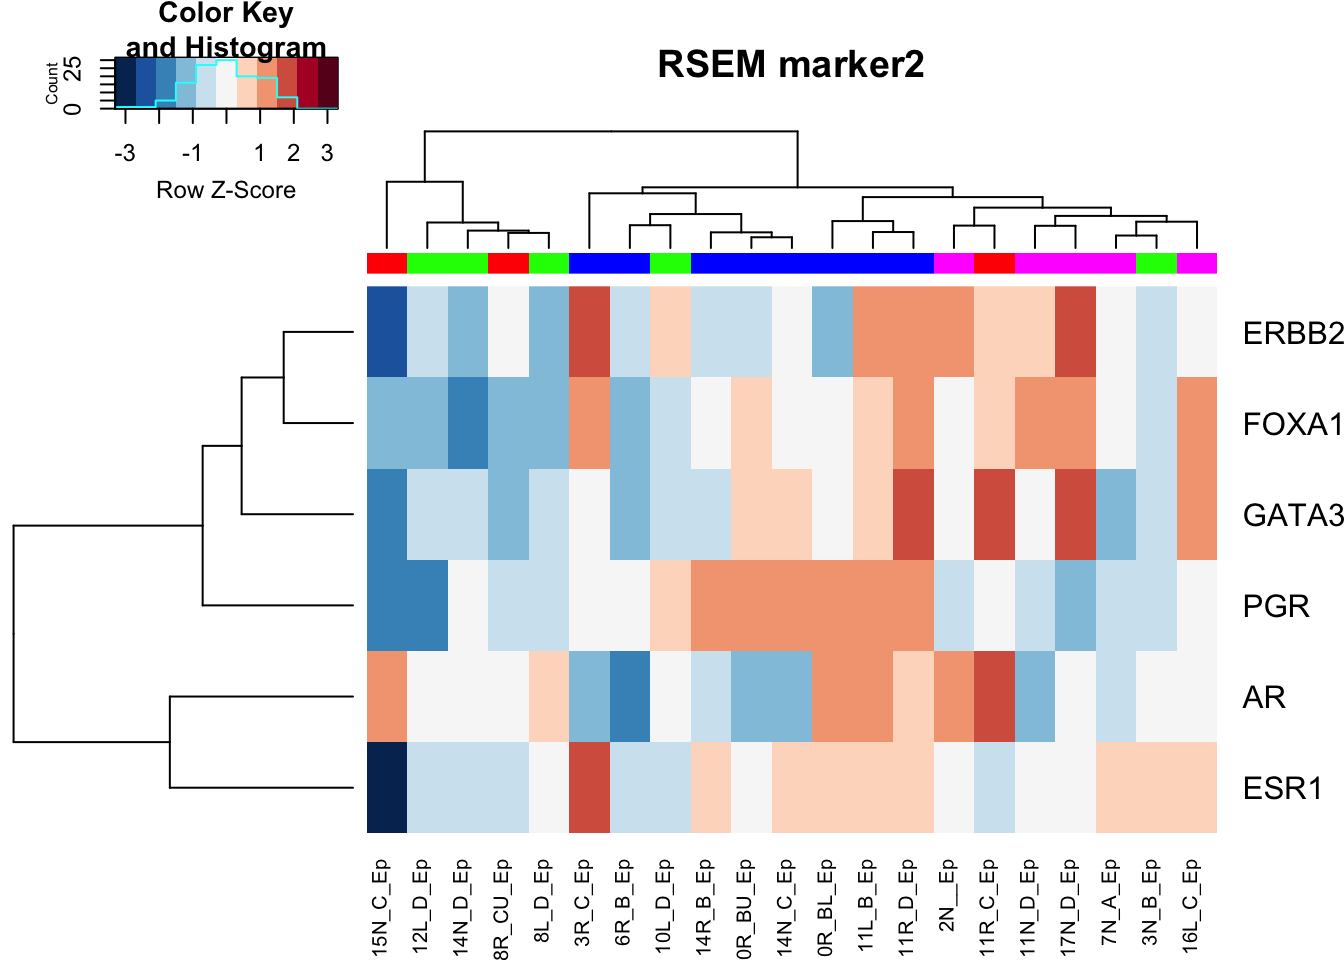 Color Key
and Histogram
Count
0 25
-3 -1 1 2 3
Row Z-Score
RSEM marker2
ERBB2
FOXA1
GATA3
PGR
AR
ESR1
15N_C_Ep
12L_D_Ep
14N_D_Ep
8R_CU_Ep
8L_D_Ep
3R_C_Ep
6R_B_Ep
10L_D_Ep
14R_B_Ep
0R_BU_Ep
14N_C_Ep
0R_BL_Ep
11L_B_Ep
11R_D_Ep
2N__Ep
11R_C_Ep
11N_D_Ep
17N_D_Ep
7N_A_Ep
3N_B_Ep
16L_C_Ep